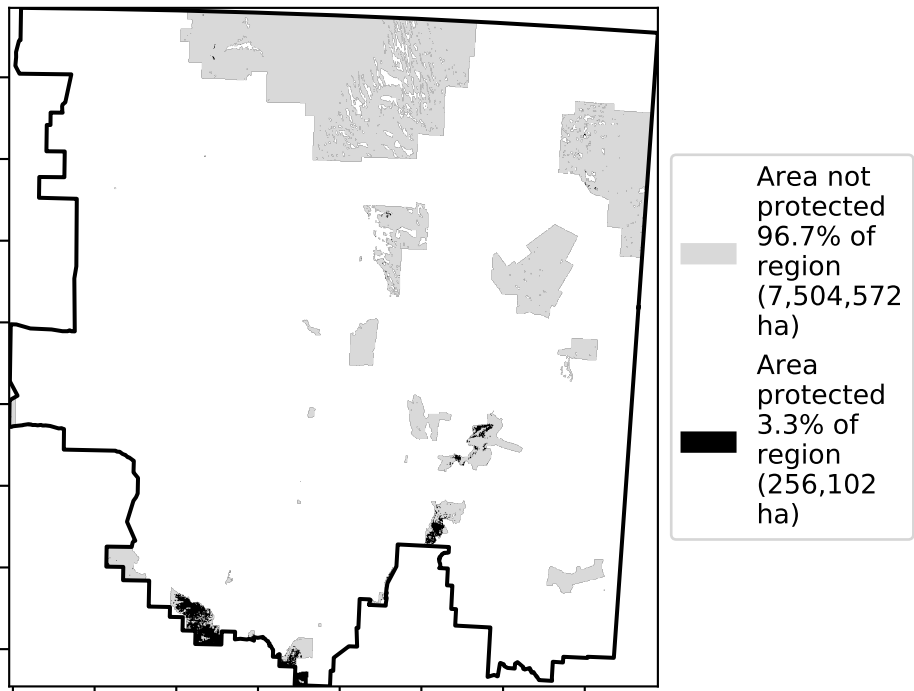 Area not
protected
96.7% of
region
(7,504,572
ha)
Area
protected
3.3% of
region
(256,102
ha)